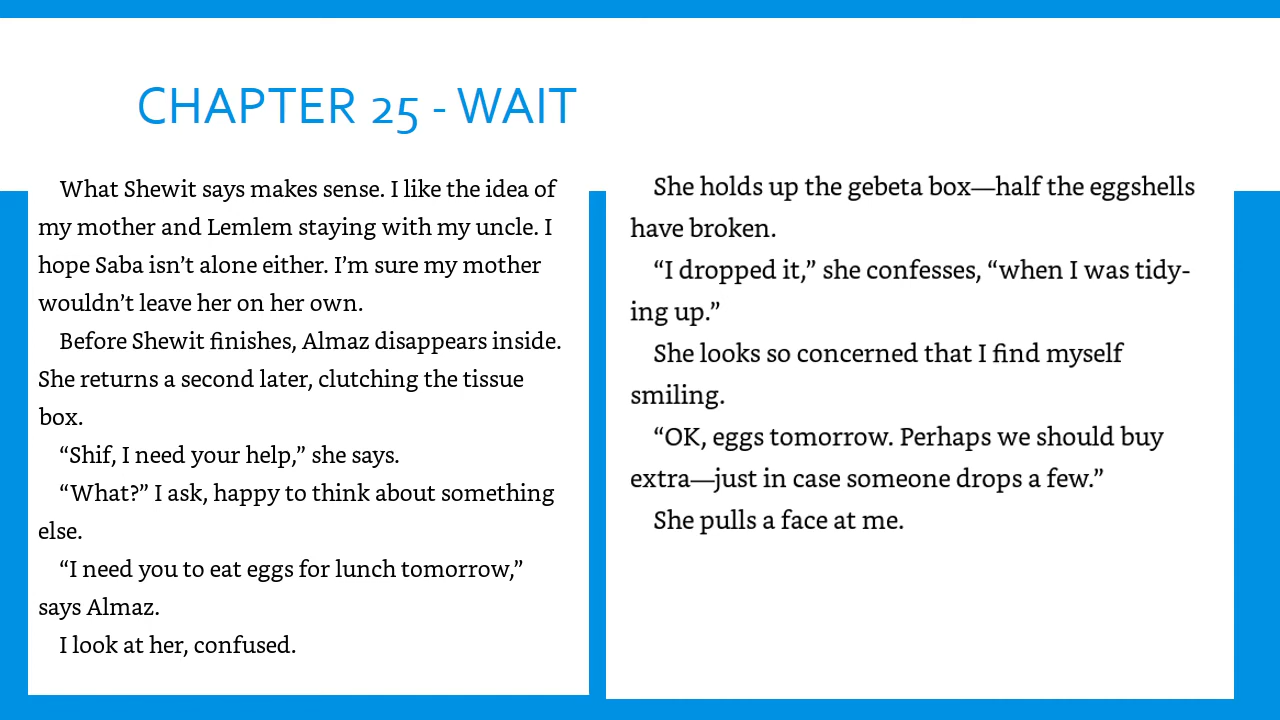 CHAPTER 25 - WAIT
What Shewit says makes sense. I like the idea of
my mother and Lemlem staying with my uncle. I
hope Saba isn’t alone either. I’m sure my mother
wouldn’t leave her on her own.
Before Shewit finishes, Almaz disappears inside.
She returns a second later, clutching the tissue
box.
“Shif, I need your help,” she says.
“What?” I ask, happy to think about something
else.
“I need you to eat eggs for lunch tomorrow,”
says Almaz.
I look at her, confused.
She holds up the gebeta box—half the eggshells
have broken.
“I dropped it,” she confesses, “when I was tidy-
ing up.”
She looks so concerned that I find myself
smiling.
“OK, eggs tomorrow. Perhaps we should buy
extra—just in case someone drops a few.”
She pulls a face at me.